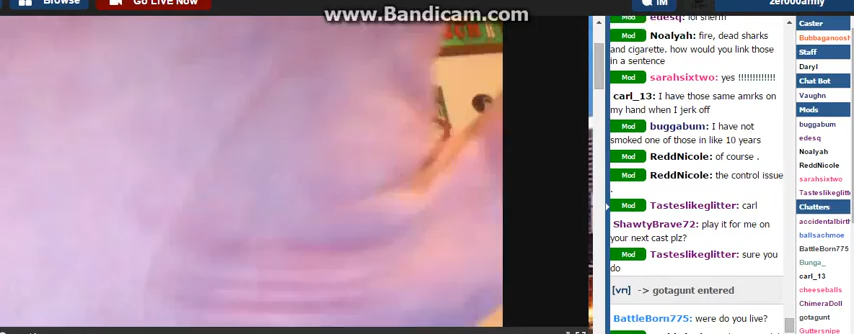 Browse
Go LIVE Now
IM
zer000army
www.Bandicam.com
Mod edesq: lol sherm
Mod Noalyah: fire, dead sharks
and cigarette. how would you link those
in a sentence
Mod sarahsixtwo: yes !!!!!!!!!!!!!
carl_13: I have those same amrks on
my hand when I jerk off
Mod buggabum: I have not
smoked one of those in like 10 years
Mod ReddNicole: of course .
Mod ReddNicole: the control issue
.
Mod Tasteslikeglitter: carl
ShawtyBrave72: play it for me on
your next cast plz?
Mod Tasteslikeglitter: sure you
do
-> gotagunt entered
BattleBorn775: were do you live?
Caster
Bubbaganoosh
Staff
Daryl
Chat Bot
Vaughn
Mods
buggabum
edesq
Noalyah
ReddNicole
sarahsixtwo
Tasteslikeglitt
Chatters
accidentalbirth
ballsachmoe
BattleBorn775
Bunga_
carl_13
cheeseballs
ChimeraDoll
gotagunt
Guttersnipe